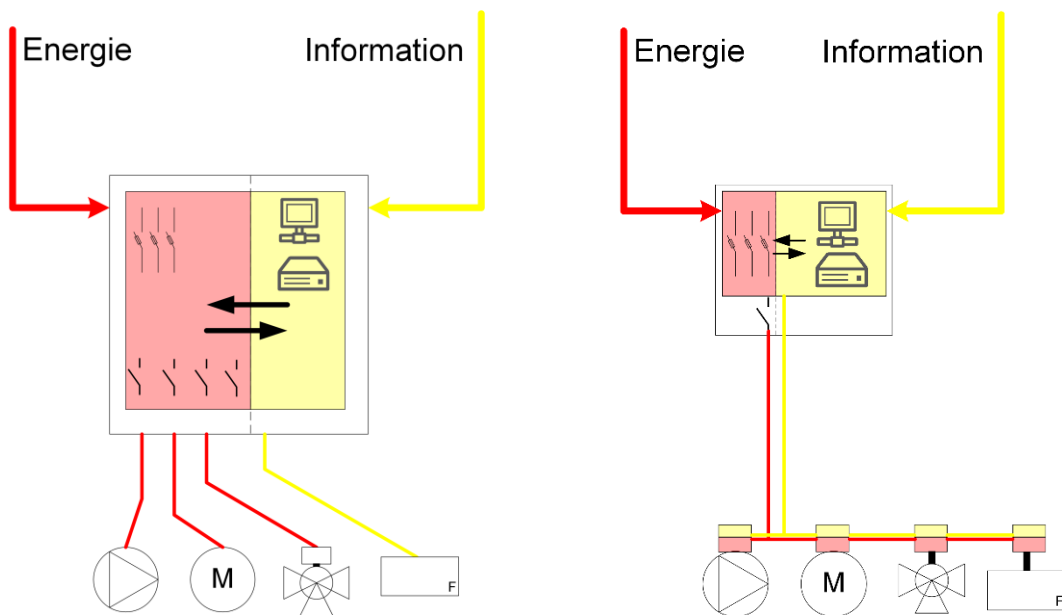 Energie
Information
M
F
Energie
Information
M
F